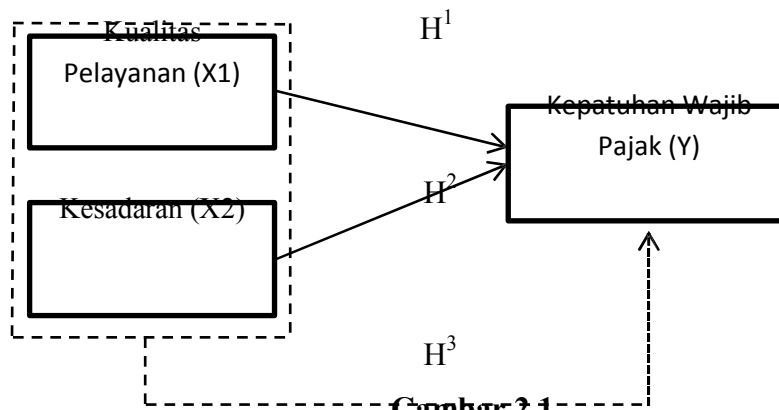 Kualitas
Pelayanan (X1)
H¹
Kepatuhan Wajib
Pajak (Y)
Kesadaran (X2)
H²
H³
Gambar 2.1